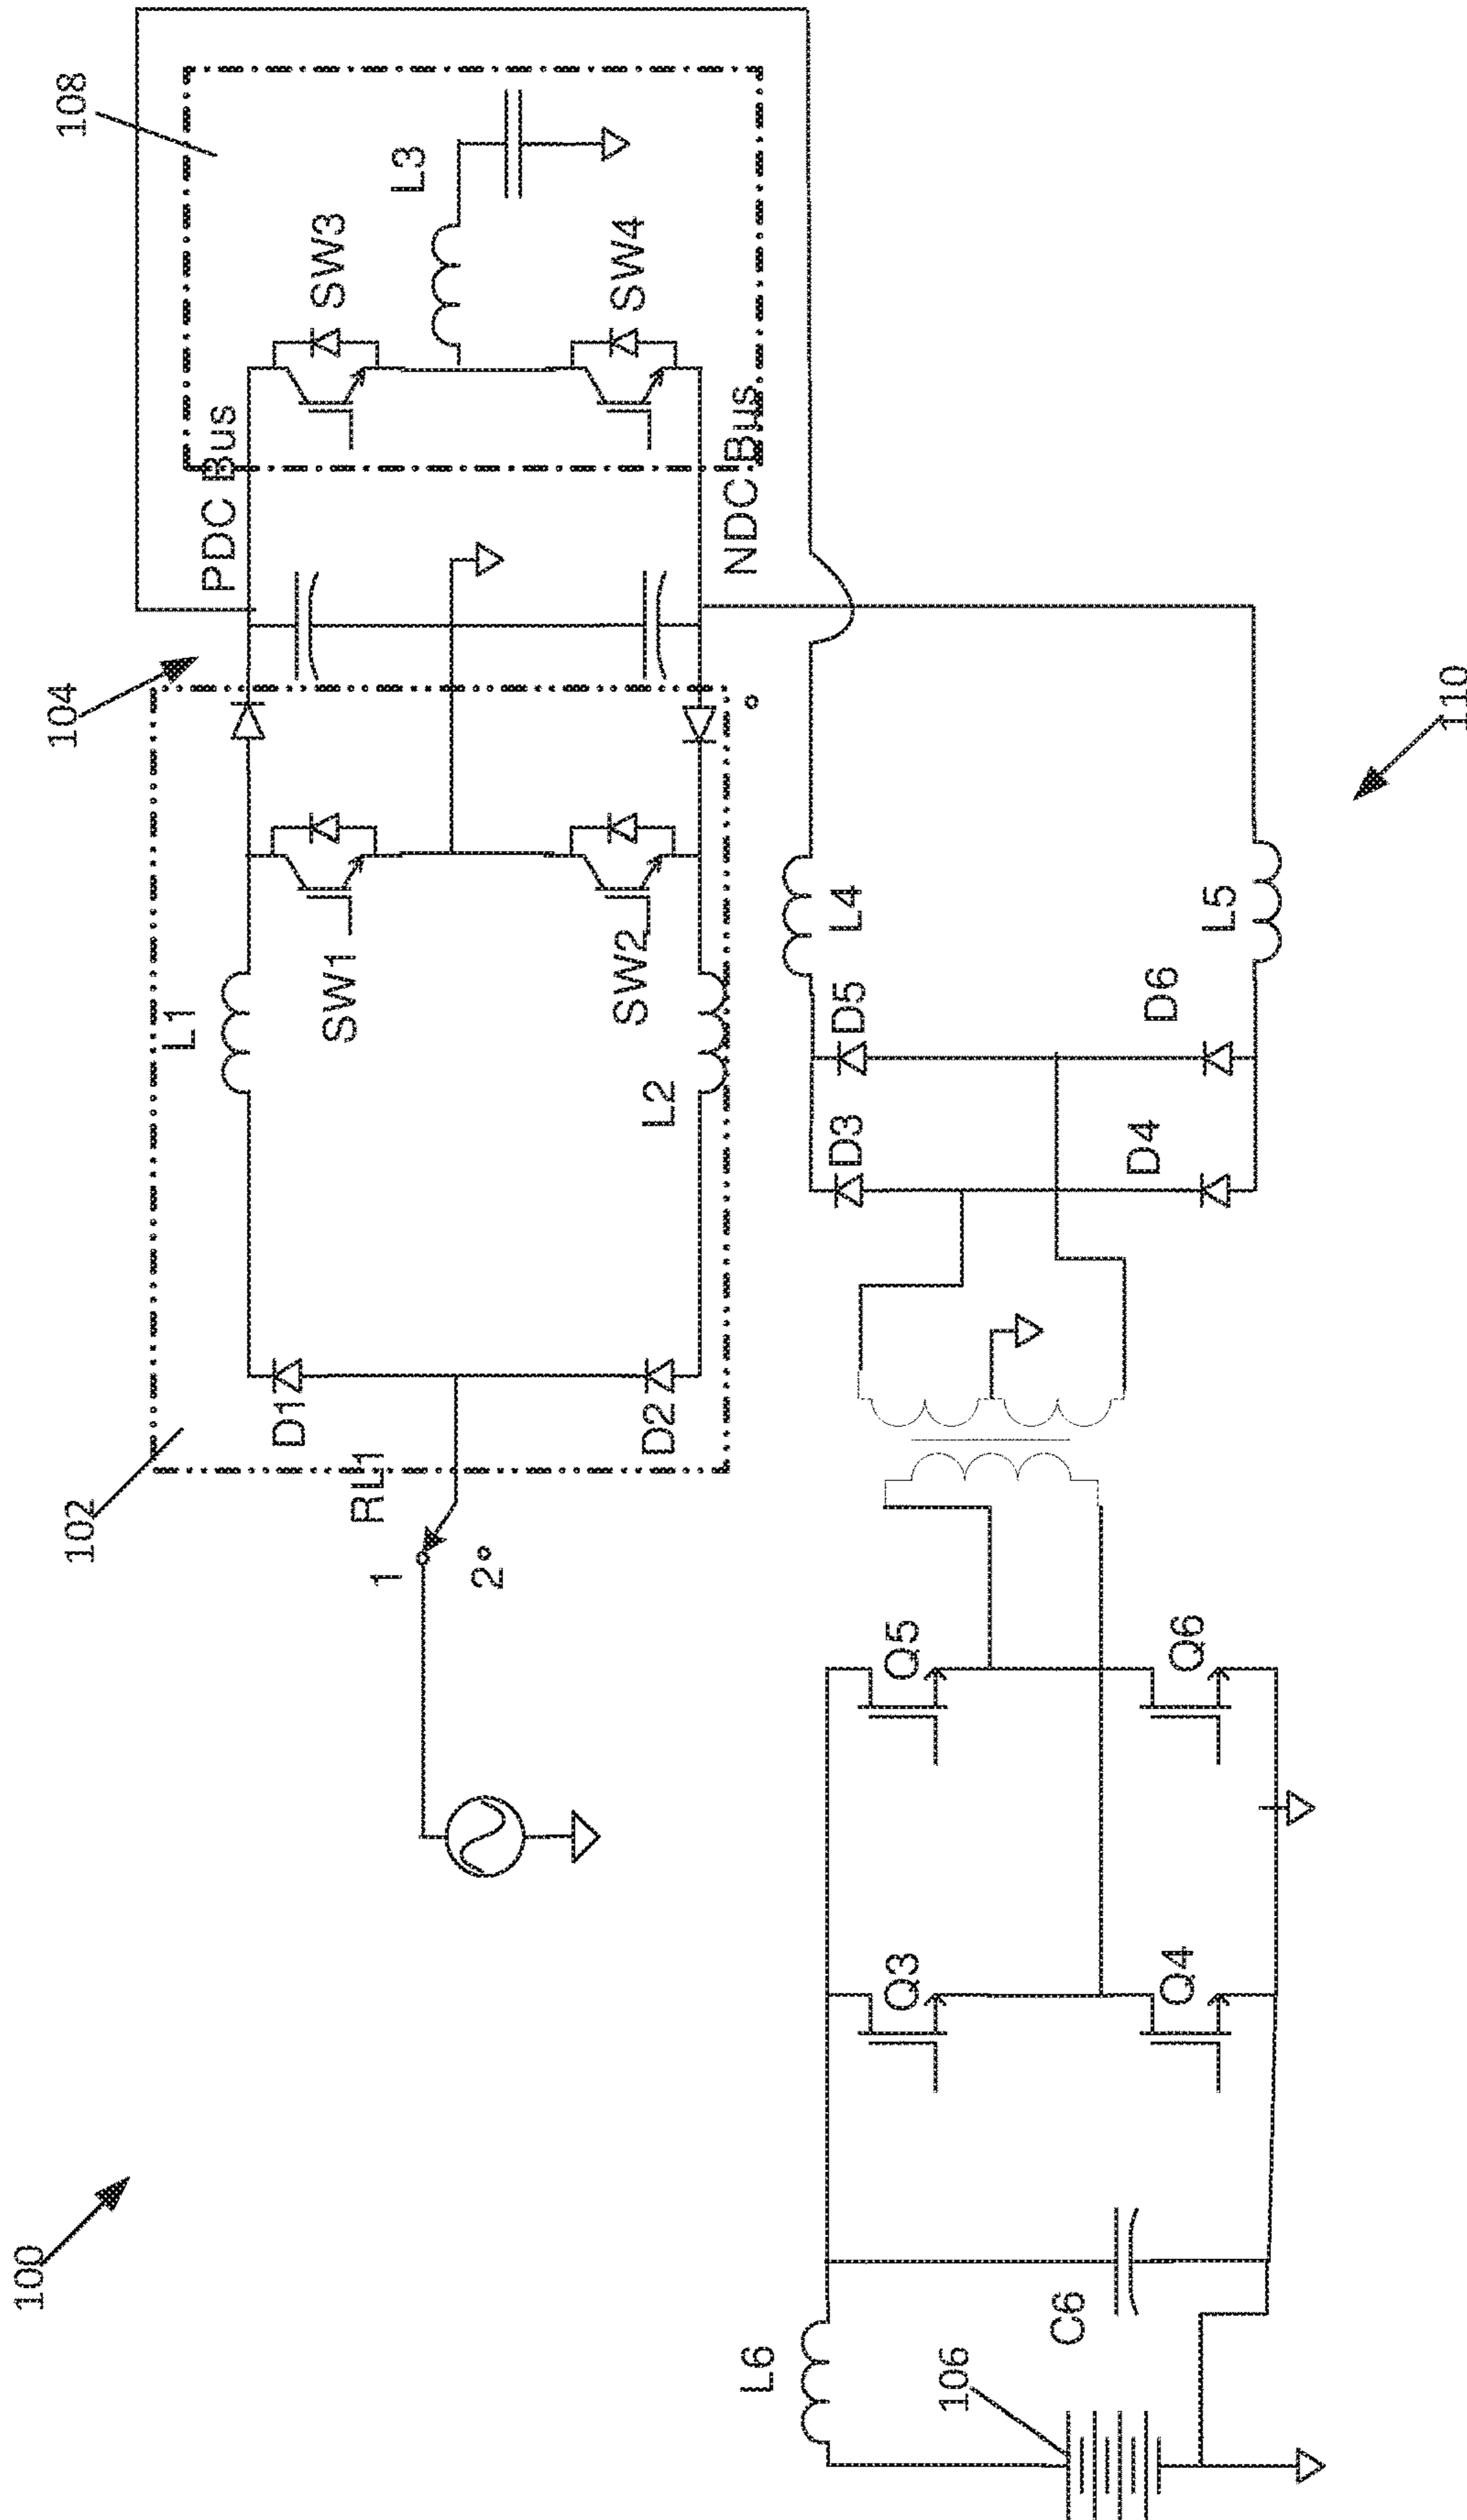 100
102
104
108
PDC Bus
L1
SW3
L3
D1
RL1
1
2
SW1
SW2
SW4
D2
L2
NDC Bus
L6
106
C6
Q3
Q4
Q5
Q6
D3
D5
L4
D4
D6
L5
110